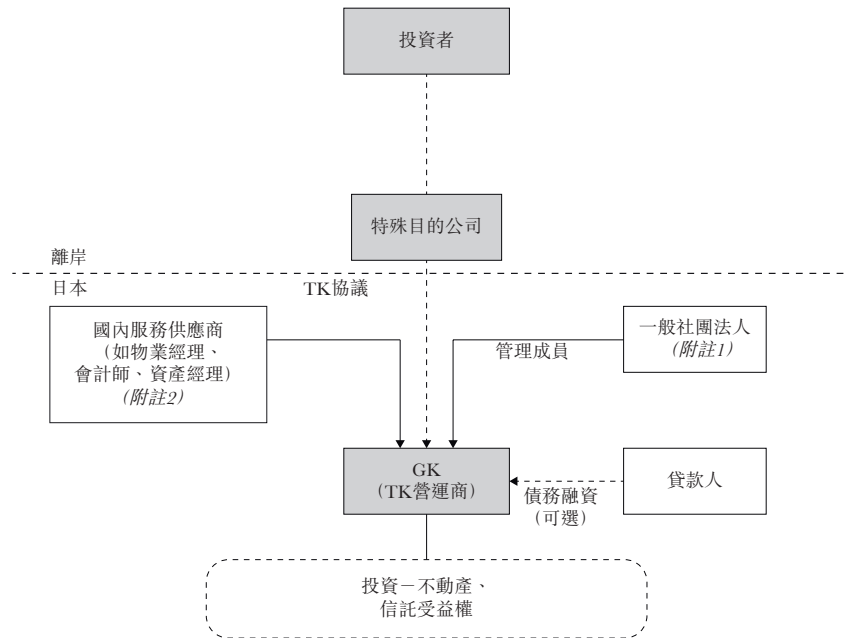 投資者
特殊目的公司
離岸
日本
TK協議
國內服務供應商
（如物業經理、
會計師、資產經理）
（附註2）
管理成員
一般社團法人
（附註1）
GK
（TK營運商）
債務融資
（可選）
貸款人
投資－不動產、
信託受益權